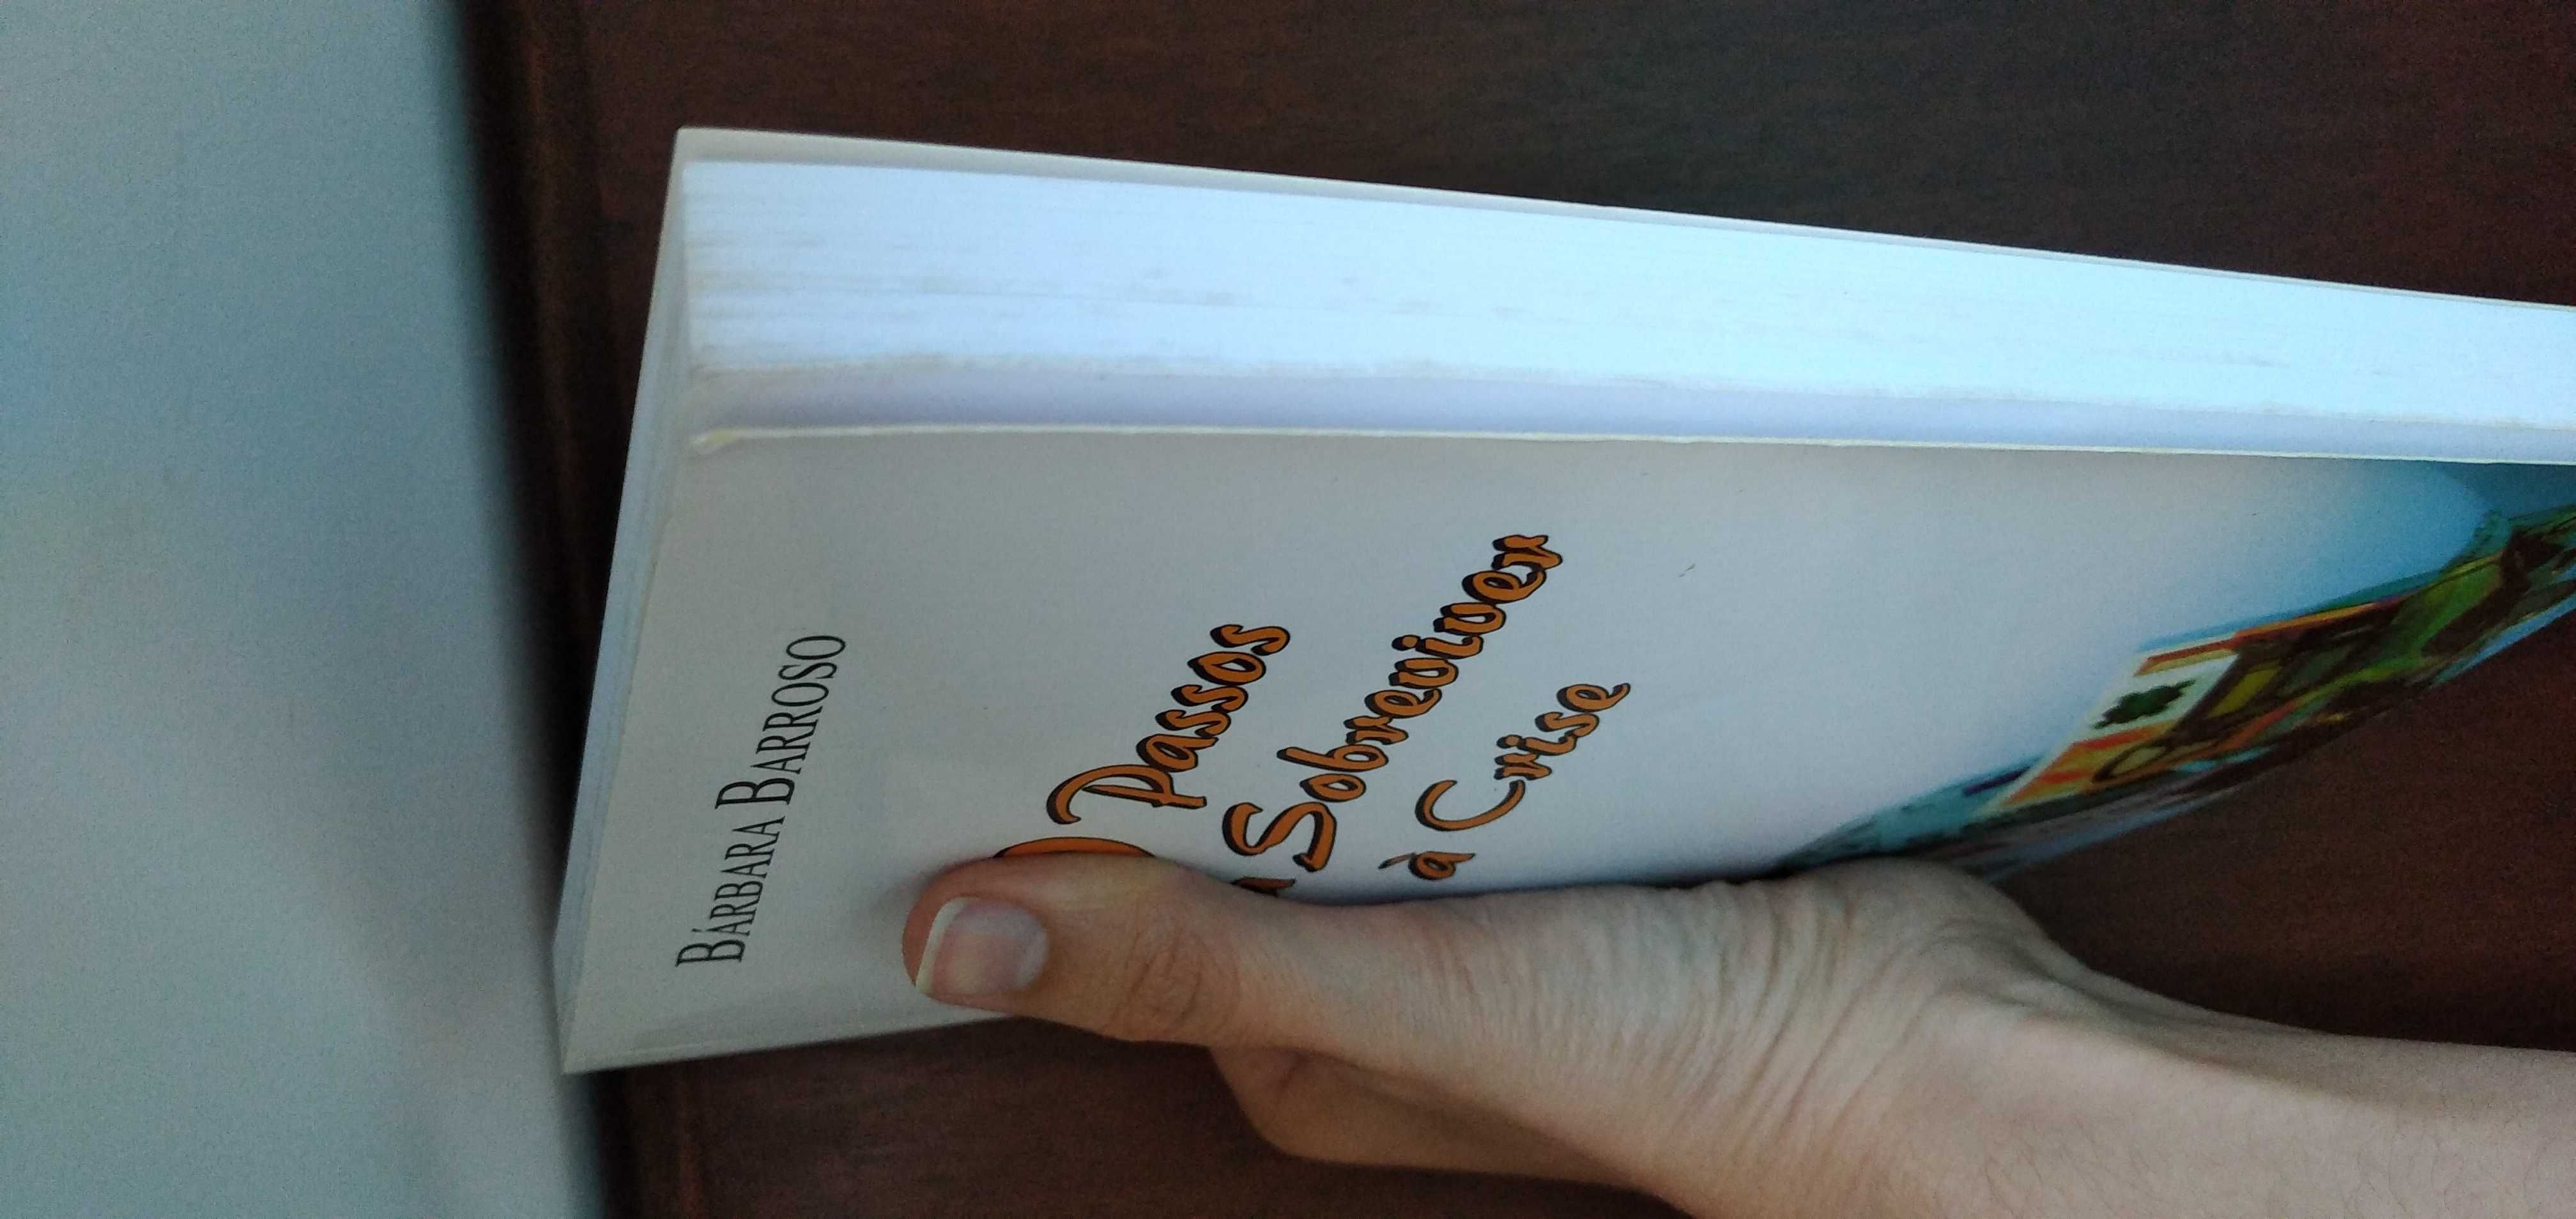 BÁRBARA BARROSO
Passos
Sobreviver
à Crise